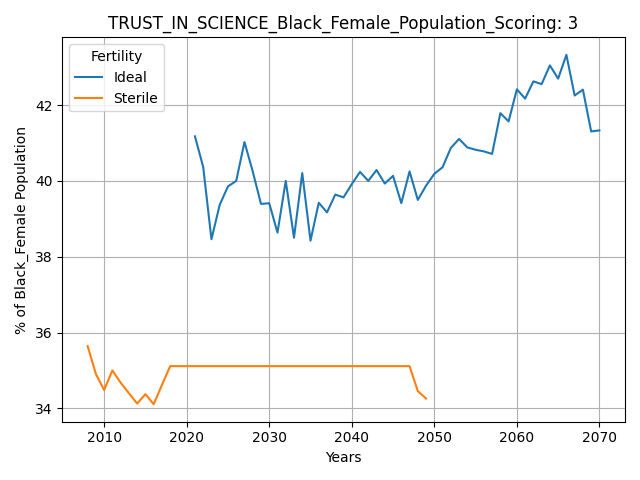 TRUST_IN_SCIENCE_Black_Female_Population_Scoring: 3
Fertility
Ideal
Sterile
% of Black_Female Population
42
40
38
36
34
2010
2020
2030
2040
2050
2060
2070
Years